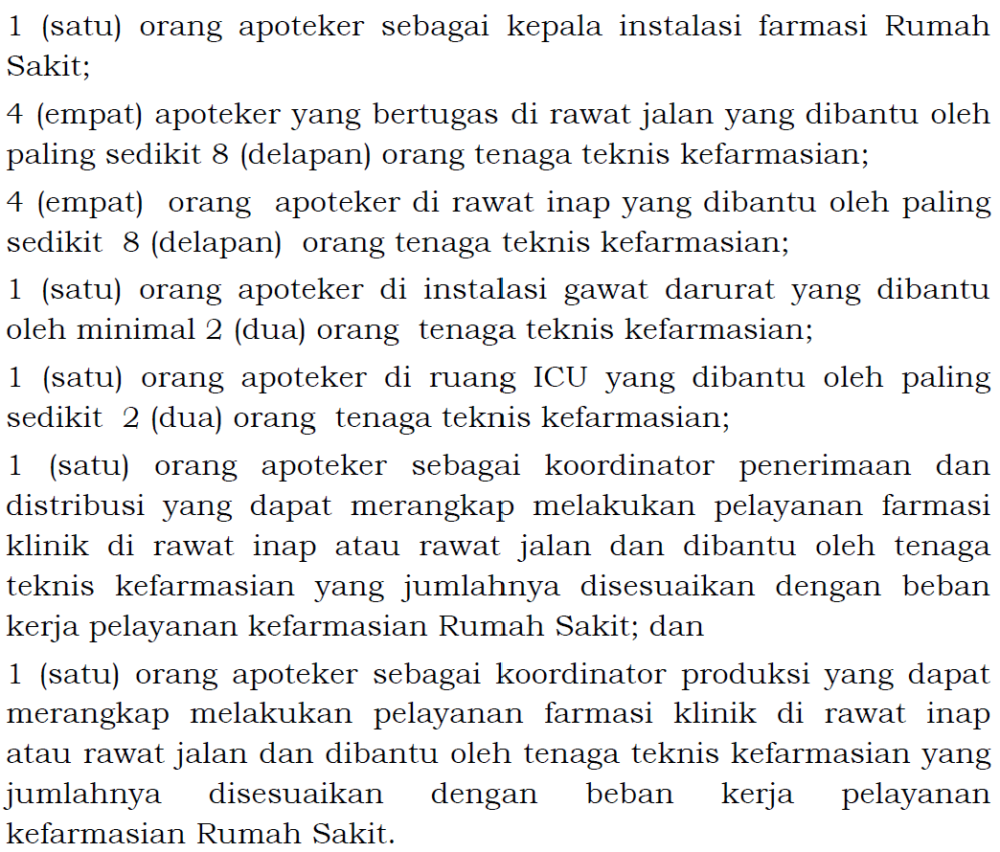 1 (satu) orang apoteker sebagai kepala instalasi farmasi Rumah
Sakit;
4 (empat) apoteker yang bertugas di rawat jalan yang dibantu oleh
paling sedikit 8 (delapan) orang tenaga teknis kefarmasian;
4 (empat) orang apoteker di rawat inap yang dibantu oleh paling
sedikit 8 (delapan) orang tenaga teknis kefarmasian;
1 (satu) orang apoteker di instalasi gawat darurat yang dibantu
oleh minimal 2 (dua) orang tenaga teknis kefarmasian;
1 (satu) orang apoteker di ruang ICU yang dibantu oleh paling
sedikit 2 (dua) orang tenaga teknis kefarmasian;
1 (satu) orang apoteker sebagai koordinator penerimaan dan
distribusi yang dapat merangkap melakukan pelayanan farmasi
klinik di rawat inap atau rawat jalan dan dibantu oleh tenaga
teknis kefarmasian yang jumlahnya disesuaikan dengan beban
kerja pelayanan kefarmasian Rumah Sakit; dan
1 (satu) orang apoteker sebagai koordinator produksi yang dapat
merangkap melakukan pelayanan farmasi klinik di rawat inap
atau rawat jalan dan dibantu oleh tenaga teknis kefarmasian yang
jumlahnya disesuaikan dengan beban kerja pelayanan
kefarmasian Rumah Sakit.